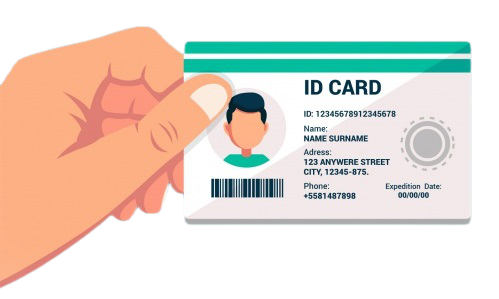 ID CARD
ID: 12345678912345678
Name:
NAME SURNAME
Adress:
123 ANYWERE STREET
CITY, 12345-875.
Phone:
+5581487898
Expedition Date:
00/00/00